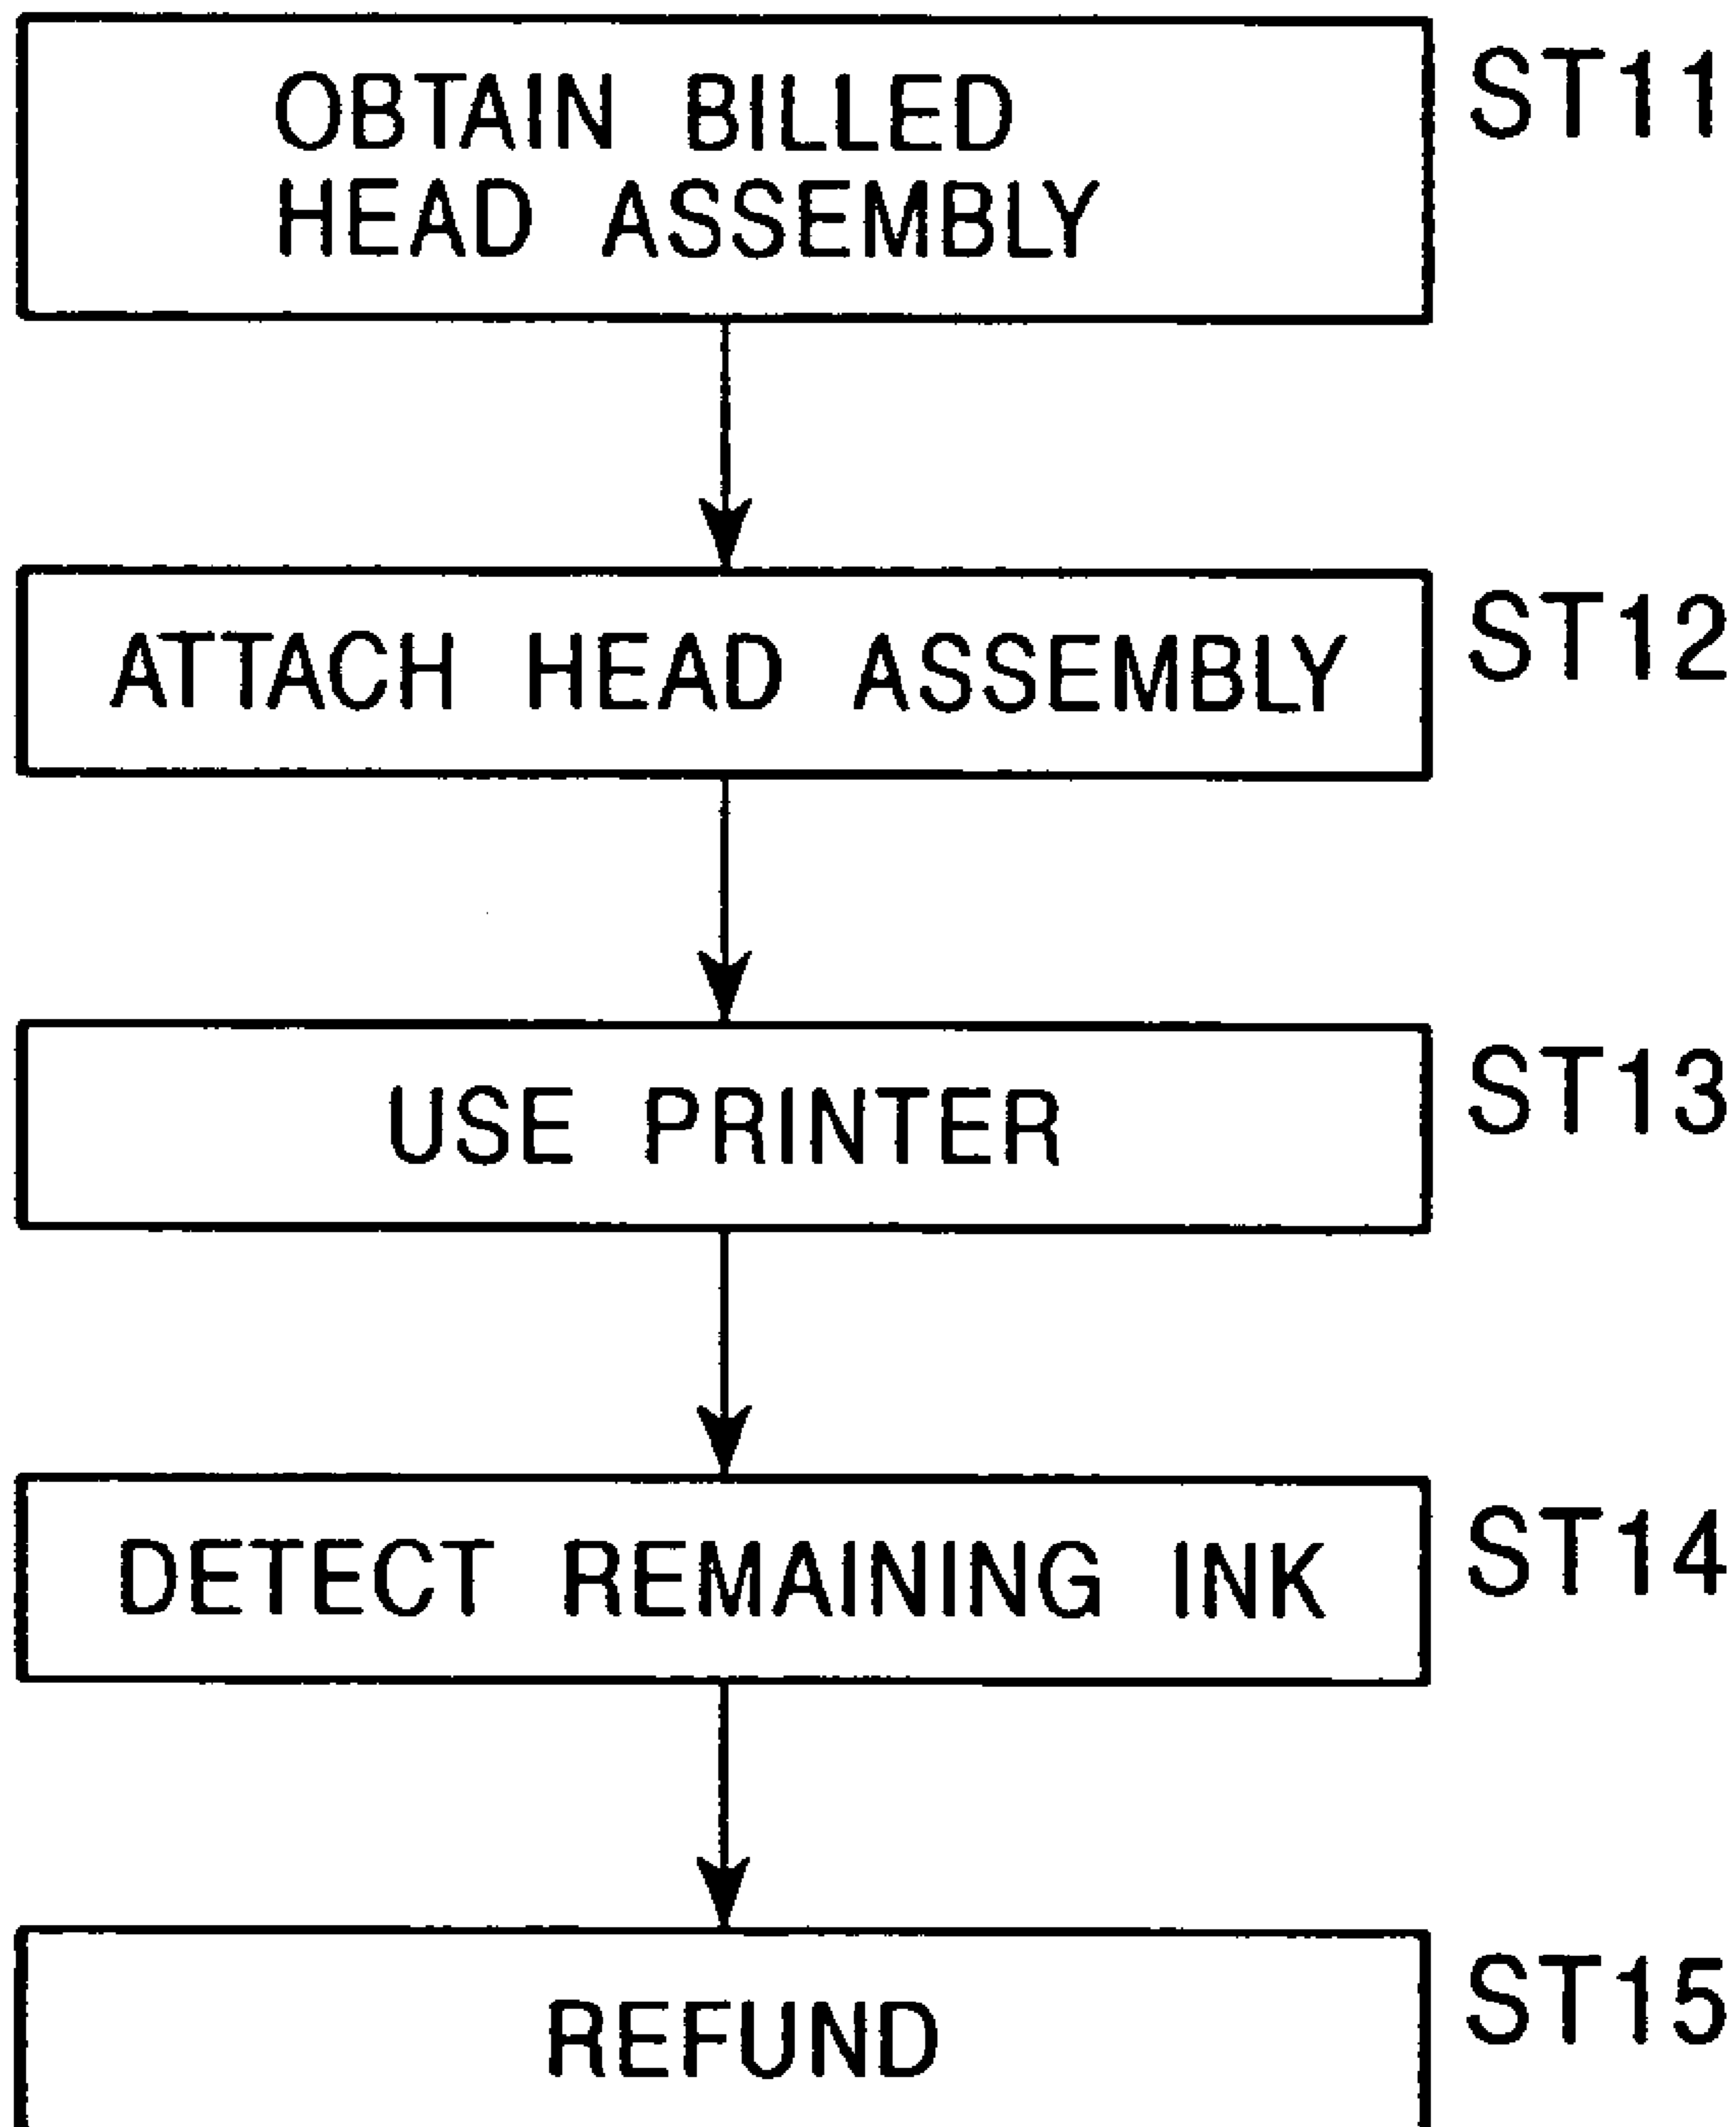 OBTAIN BILLED
HEAD ASSEMBLY
ST11
ATTACH HEAD ASSEMBLY
ST12
USE PRINTER
ST13
DETECT REMAINING INK
ST14
REFUND
ST15